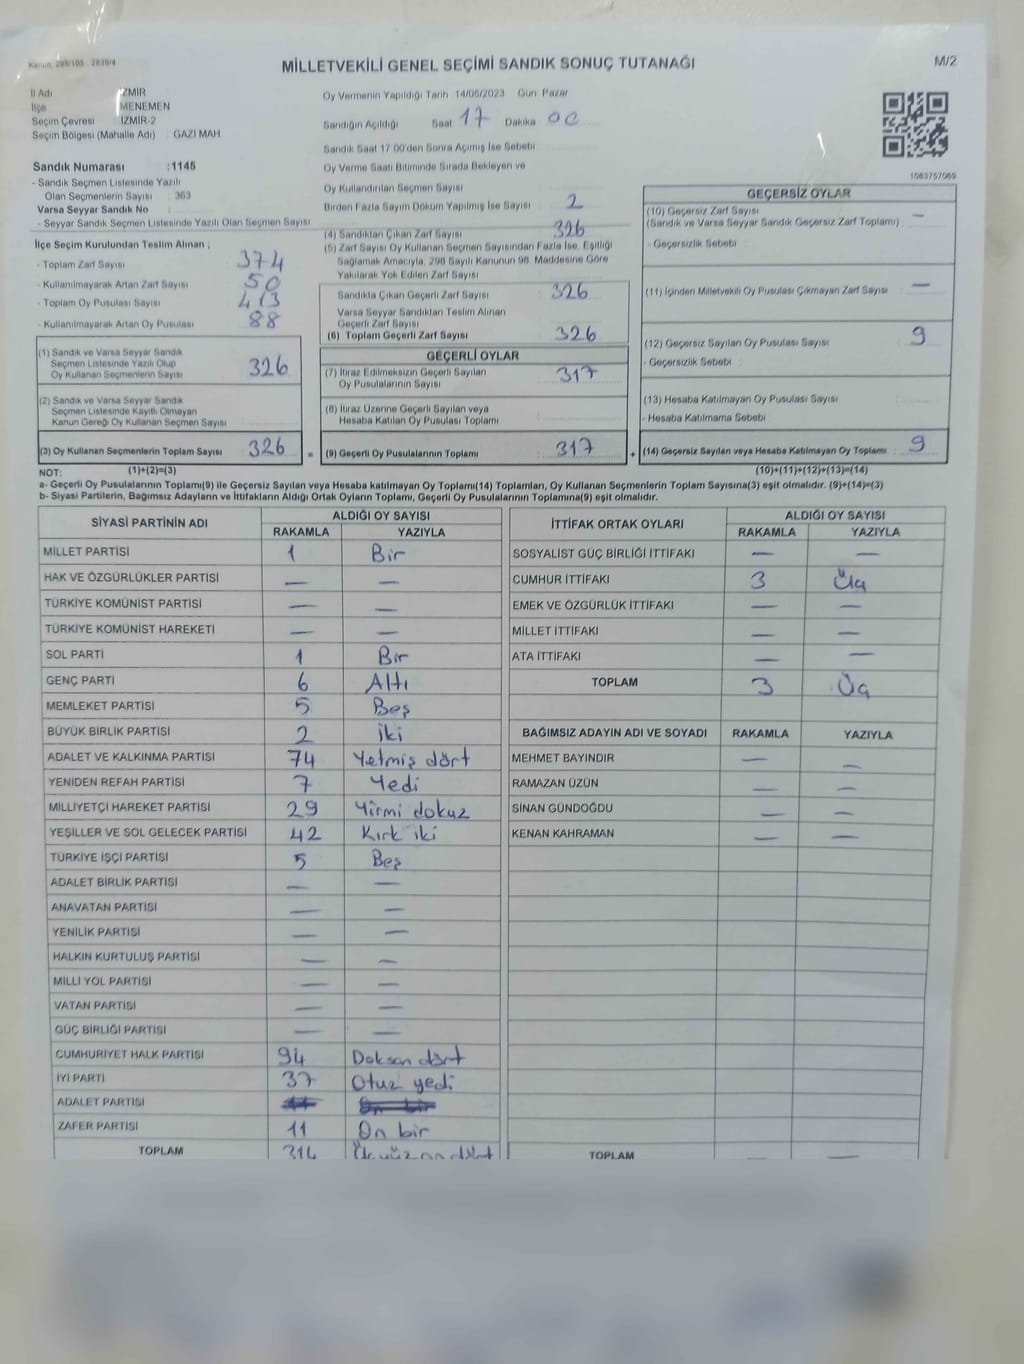 Kanun: 298/105 - 2839/4
MİLLETVEKİLİ GENEL SEÇİMİ SANDIK SONUÇ TUTANAĞI
M/2
İl Adı İZMİR
İlçe MENEMEN
Seçim Çevresi İZMİR-2
Seçim Bölgesi (Mahalle Adı) GAZİ MAH
Oy Vermenin Yapıldığı Tarih 14/05/2023 Gün Pazar
Sandığın Açıldığı Saat 17 Dakika 00
Sandık Saat 17:00'den Sonra Açımış İse Sebebi
Sandık Numarası :1145
- Sandık Seçmen Listesinde Yazılı
Olan Seçmenlerin Sayısı : 363
Varsa Seyyar Sandık No
- Seyyar Sandık Seçmen Listesinde Yazılı Olan Seçmen Sayısı
Oy Verme Saati Bitiminde Sırada Bekleyen ve
Oy Kullandırılan Seçmen Sayısı
Birden Fazla Sayım Döküm Yapılmış İse Sayısı 2
1083757069
İlçe Seçim Kurulundan Teslim Alınan ;
- Toplam Zarf Sayısı 374
- Kullanılmayarak Artan Zarf Sayısı 50
- Toplam Oy Pusulası Sayısı 413
- Kullanılmayarak Artan Oy Pusulası 88
(1) Sandık ve Varsa Seyyar Sandık
Seçmen Listesinde Yazılı Olup
Oy Kullanan Seçmenlerin Sayısı 326
(2) Sandık ve Varsa Seyyar Sandık
Seçmen Listesinde Kayıtlı Olmayan
Kanun Gereği Oy Kullanan Seçmen Sayısı
(3) Oy Kullanan Seçmenlerin Toplam Sayısı 326 =
(4) Sandıktan Çıkan Zarf Sayısı 326
(5) Zarf Sayısı Oy Kullanan Seçmen Sayısından Fazla İse, Eşitliği
Sağlamak Amacıyla, 298 Sayılı Kanunun 98. Maddesine Göre
Yakılarak Yok Edilen Zarf Sayısı
Sandıkta Çıkan Geçerli Zarf Sayısı 326
Varsa Seyyar Sandıktan Teslim Alınan
Geçerli Zarf Sayısı
(6) Toplam Geçerli Zarf Sayısı 326
GEÇERLİ OYLAR
(7) İtiraz Edilmeksizin Geçerli Sayılan
Oy Pusulalarının Sayısı 317
(8) İtiraz Üzerine Geçerli Sayılan veya
Hesaba Katılan Oy Pusulası Toplamı
(9) Geçerli Oy Pusulalarının Toplamı 317 +
GEÇERSİZ OYLAR
(10) Geçersiz Zarf Sayısı
(Sandık ve Varsa Seyyar Sandık Geçersiz Zarf Toplamı) —
- Geçersizlik Sebebi :
(11) İçinden Milletvekili Oy Pusulası Çıkmayan Zarf Sayısı —
(12) Geçersiz Sayılan Oy Pusulası Sayısı 9
- Geçersizlik Sebebi :
(13) Hesaba Katılmayan Oy Pusulası Sayısı
- Hesaba Katılmama Sebebi
(14) Geçersiz Sayılan veya Hesaba Katılmayan Oy Toplamı 9
NOT: (1)+(2)=(3) (10)+(11)+(12)+(13)=(14)
a- Geçerli Oy Pusulalarının Toplamı(9) ile Geçersiz Sayılan veya Hesaba katılmayan Oy Toplamı(14) Toplamları, Oy Kullanan Seçmenlerin Toplam Sayısına(3) eşit olmalıdır. (9)+(14)=(3)
b- Siyasi Partilerin, Bağımsız Adayların ve İttifakların Aldığı Ortak Oyların Toplamı, Geçerli Oy Pusulalarının Toplamına(9) eşit olmalıdır.
SİYASİ PARTİNİN ADI ALDIĞI OY SAYISI
RAKAMLA YAZIYLA
MİLLET PARTİSİ 1 Bir
HAK VE ÖZGÜRLÜKLER PARTİSİ — —
TÜRKİYE KOMÜNİST PARTİSİ — —
TÜRKİYE KOMÜNİST HAREKETİ — —
SOL PARTİ 1 Bir
GENÇ PARTİ 6 Altı
MEMLEKET PARTİSİ 5 Beş
BÜYÜK BİRLİK PARTİSİ 2 İki
ADALET VE KALKINMA PARTİSİ 74 Yetmiş dört
YENİDEN REFAH PARTİSİ 7 Yedi
MİLLİYETÇİ HAREKET PARTİSİ 29 Yirmi dokuz
YEŞİLLER VE SOL GELECEK PARTİSİ 42 Kırk iki
TÜRKİYE İŞÇİ PARTİSİ 5 Beş
ADALET BİRLİK PARTİSİ — —
ANAVATAN PARTİSİ — —
YENİLİK PARTİSİ — —
HALKIN KURTULUŞ PARTİSİ — —
MİLLİ YOL PARTİSİ — —
VATAN PARTİSİ — —
GÜÇ BİRLİĞİ PARTİSİ — —
CUMHURİYET HALK PARTİSİ 94 Doksan dört
İYİ PARTİ 37 Otuz yedi
ADALET PARTİSİ
ZAFER PARTİSİ 11 On bir
TOPLAM 314 Üç yüz on dört
İTTİFAK ORTAK OYLARI ALDIĞI OY SAYISI
RAKAMLA YAZIYLA
SOSYALİST GÜÇ BİRLİĞİ İTTİFAKI — —
CUMHUR İTTİFAKI 3 Üç
EMEK VE ÖZGÜRLÜK İTTİFAKI — —
MİLLET İTTİFAKI — —
ATA İTTİFAKI — —
TOPLAM 3 Üç
BAĞIMSIZ ADAYIN ADI VE SOYADI RAKAMLA YAZIYLA
MEHMET BAYINDIR — —
RAMAZAN ÜZÜN — —
SİNAN GÜNDOĞDU — —
KENAN KAHRAMAN — —
TOPLAM — —